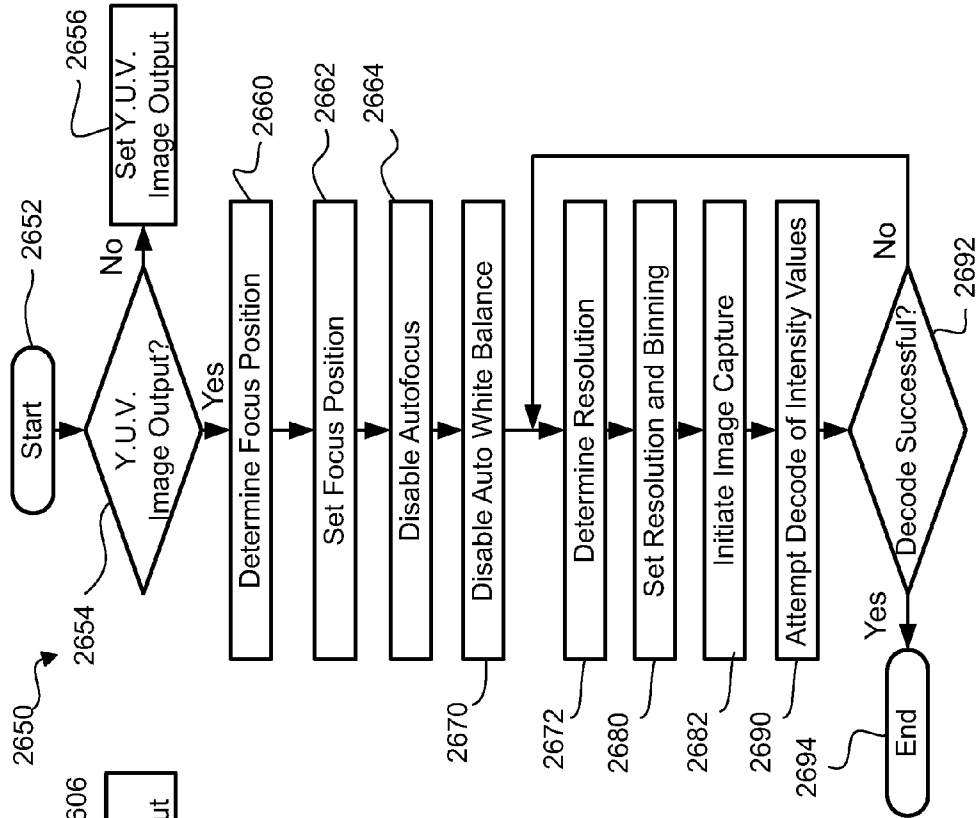 2650
Start
2652
2654
Y.U.V.
Image Output?
No
Set Y.U.V.
Image Output
2656
Yes
Determine Focus Position
2660
Set Focus Position
2662
Disable Autofocus
2664
Disable Auto White Balance
2670
Determine Resolution
2672
Set Resolution and Binning
2680
Initiate Image Capture
2682
Attempt Decode of Intensity Values
2690
Decode Successful?
No
2692
Yes
End
2694
606
ut